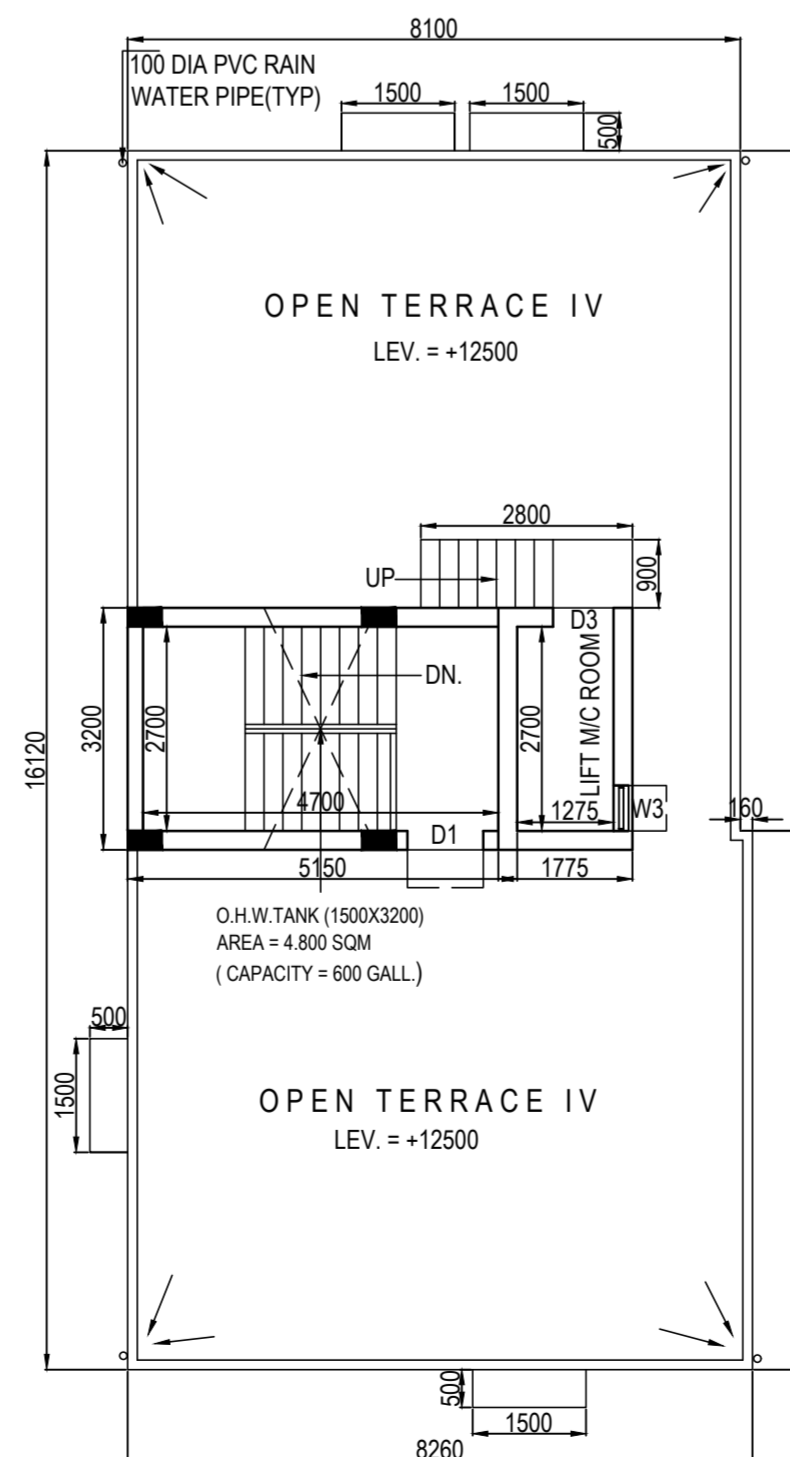 8100
100 DIA PVC RAIN
WATER PIPE(TYP)
1500
1500
500
OPEN TERRACE IV
LEV. = +12500
2800
UP
900
D3
DN.
3200
2700
2700
LIFT M/C ROOM
16120
4700
1275
W3
160
D1
5150
1775
O.H.W.TANK (1500X3200)
AREA = 4.800 SQM
( CAPACITY = 600 GALL.)
500
1500
OPEN TERRACE IV
LEV. = +12500
500
1500
8260